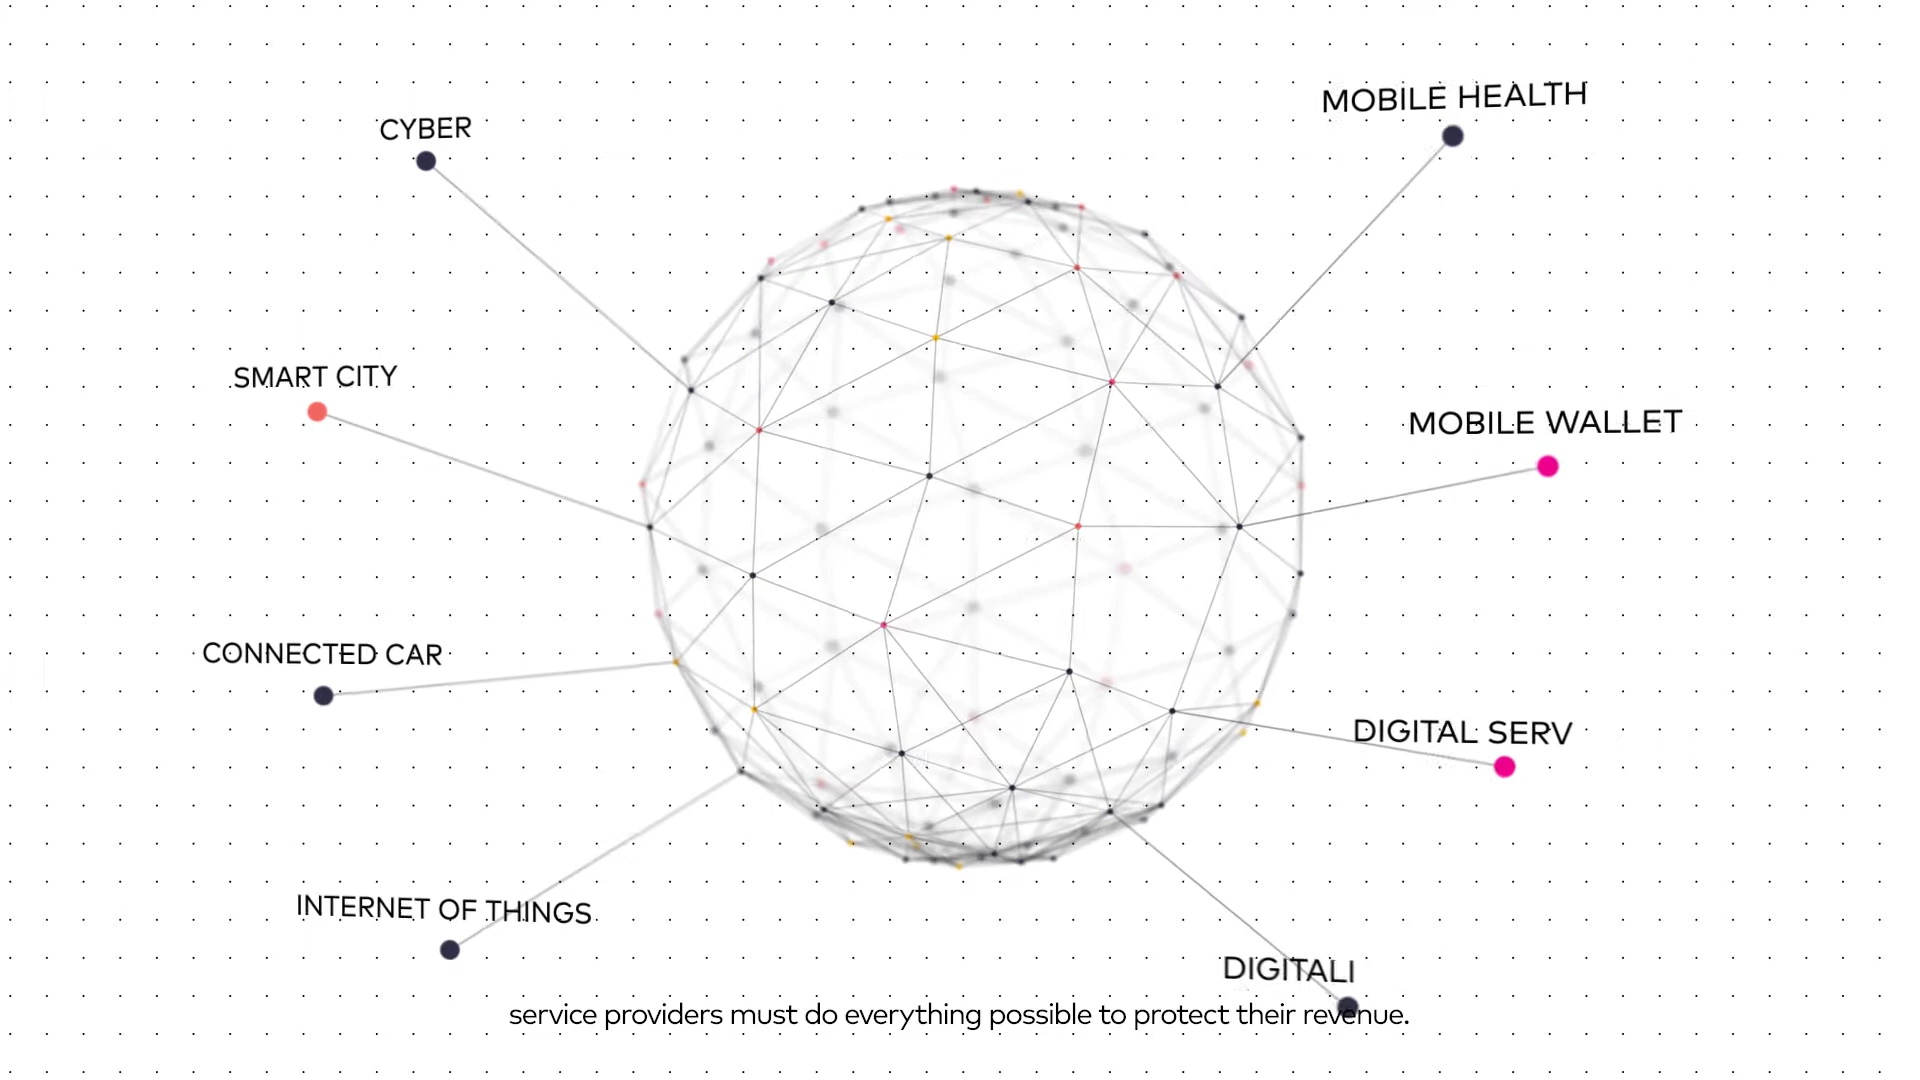 CYBER
MOBILE HEALTH
SMART CITY
MOBILE WALLET
CONNECTED CAR
DIGITAL SERV
INTERNET OF THINGS
DIGITALI
service providers must do everything possible to protect their revenue.